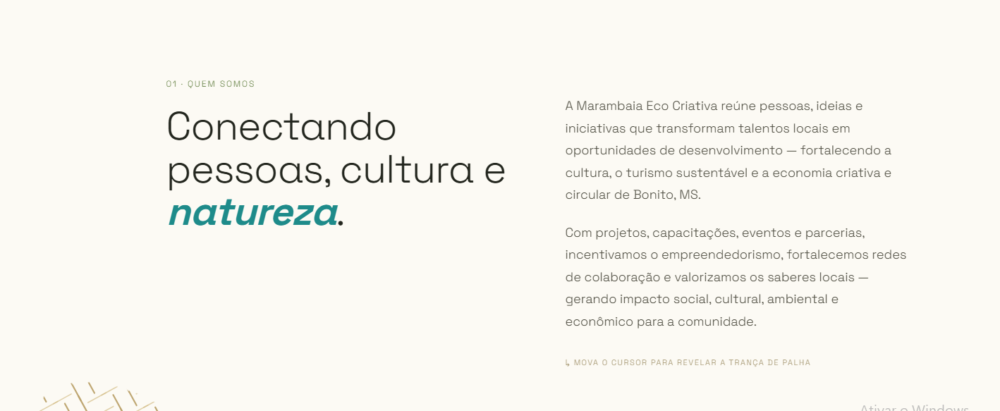 01 · QUEM SOMOS
Conectando
pessoas, cultura e
natureza.
A Marambaia Eco Criativa reúne pessoas, ideias e
iniciativas que transformam talentos locais em
oportunidades de desenvolvimento — fortalecendo a
cultura, o turismo sustentável e a economia criativa e
circular de Bonito, MS.
Com projetos, capacitações, eventos e parcerias,
incentivamos o empreendedorismo, fortalecemos redes
de colaboração e valorizamos os saberes locais —
gerando impacto social, cultural, ambiental e
econômico para a comunidade.
↳ MOVA O CURSOR PARA REVELAR A TRANÇA DE PALHA
Ativar o Windows